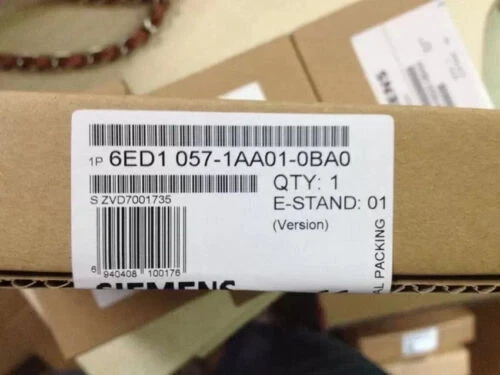 1P 6ED1 057-1AA01-0BA0
QTY: 1
S ZVD7001735
E-STAND: 01
(Version)
6 940408 100176
SIEMENS
AL PACKING